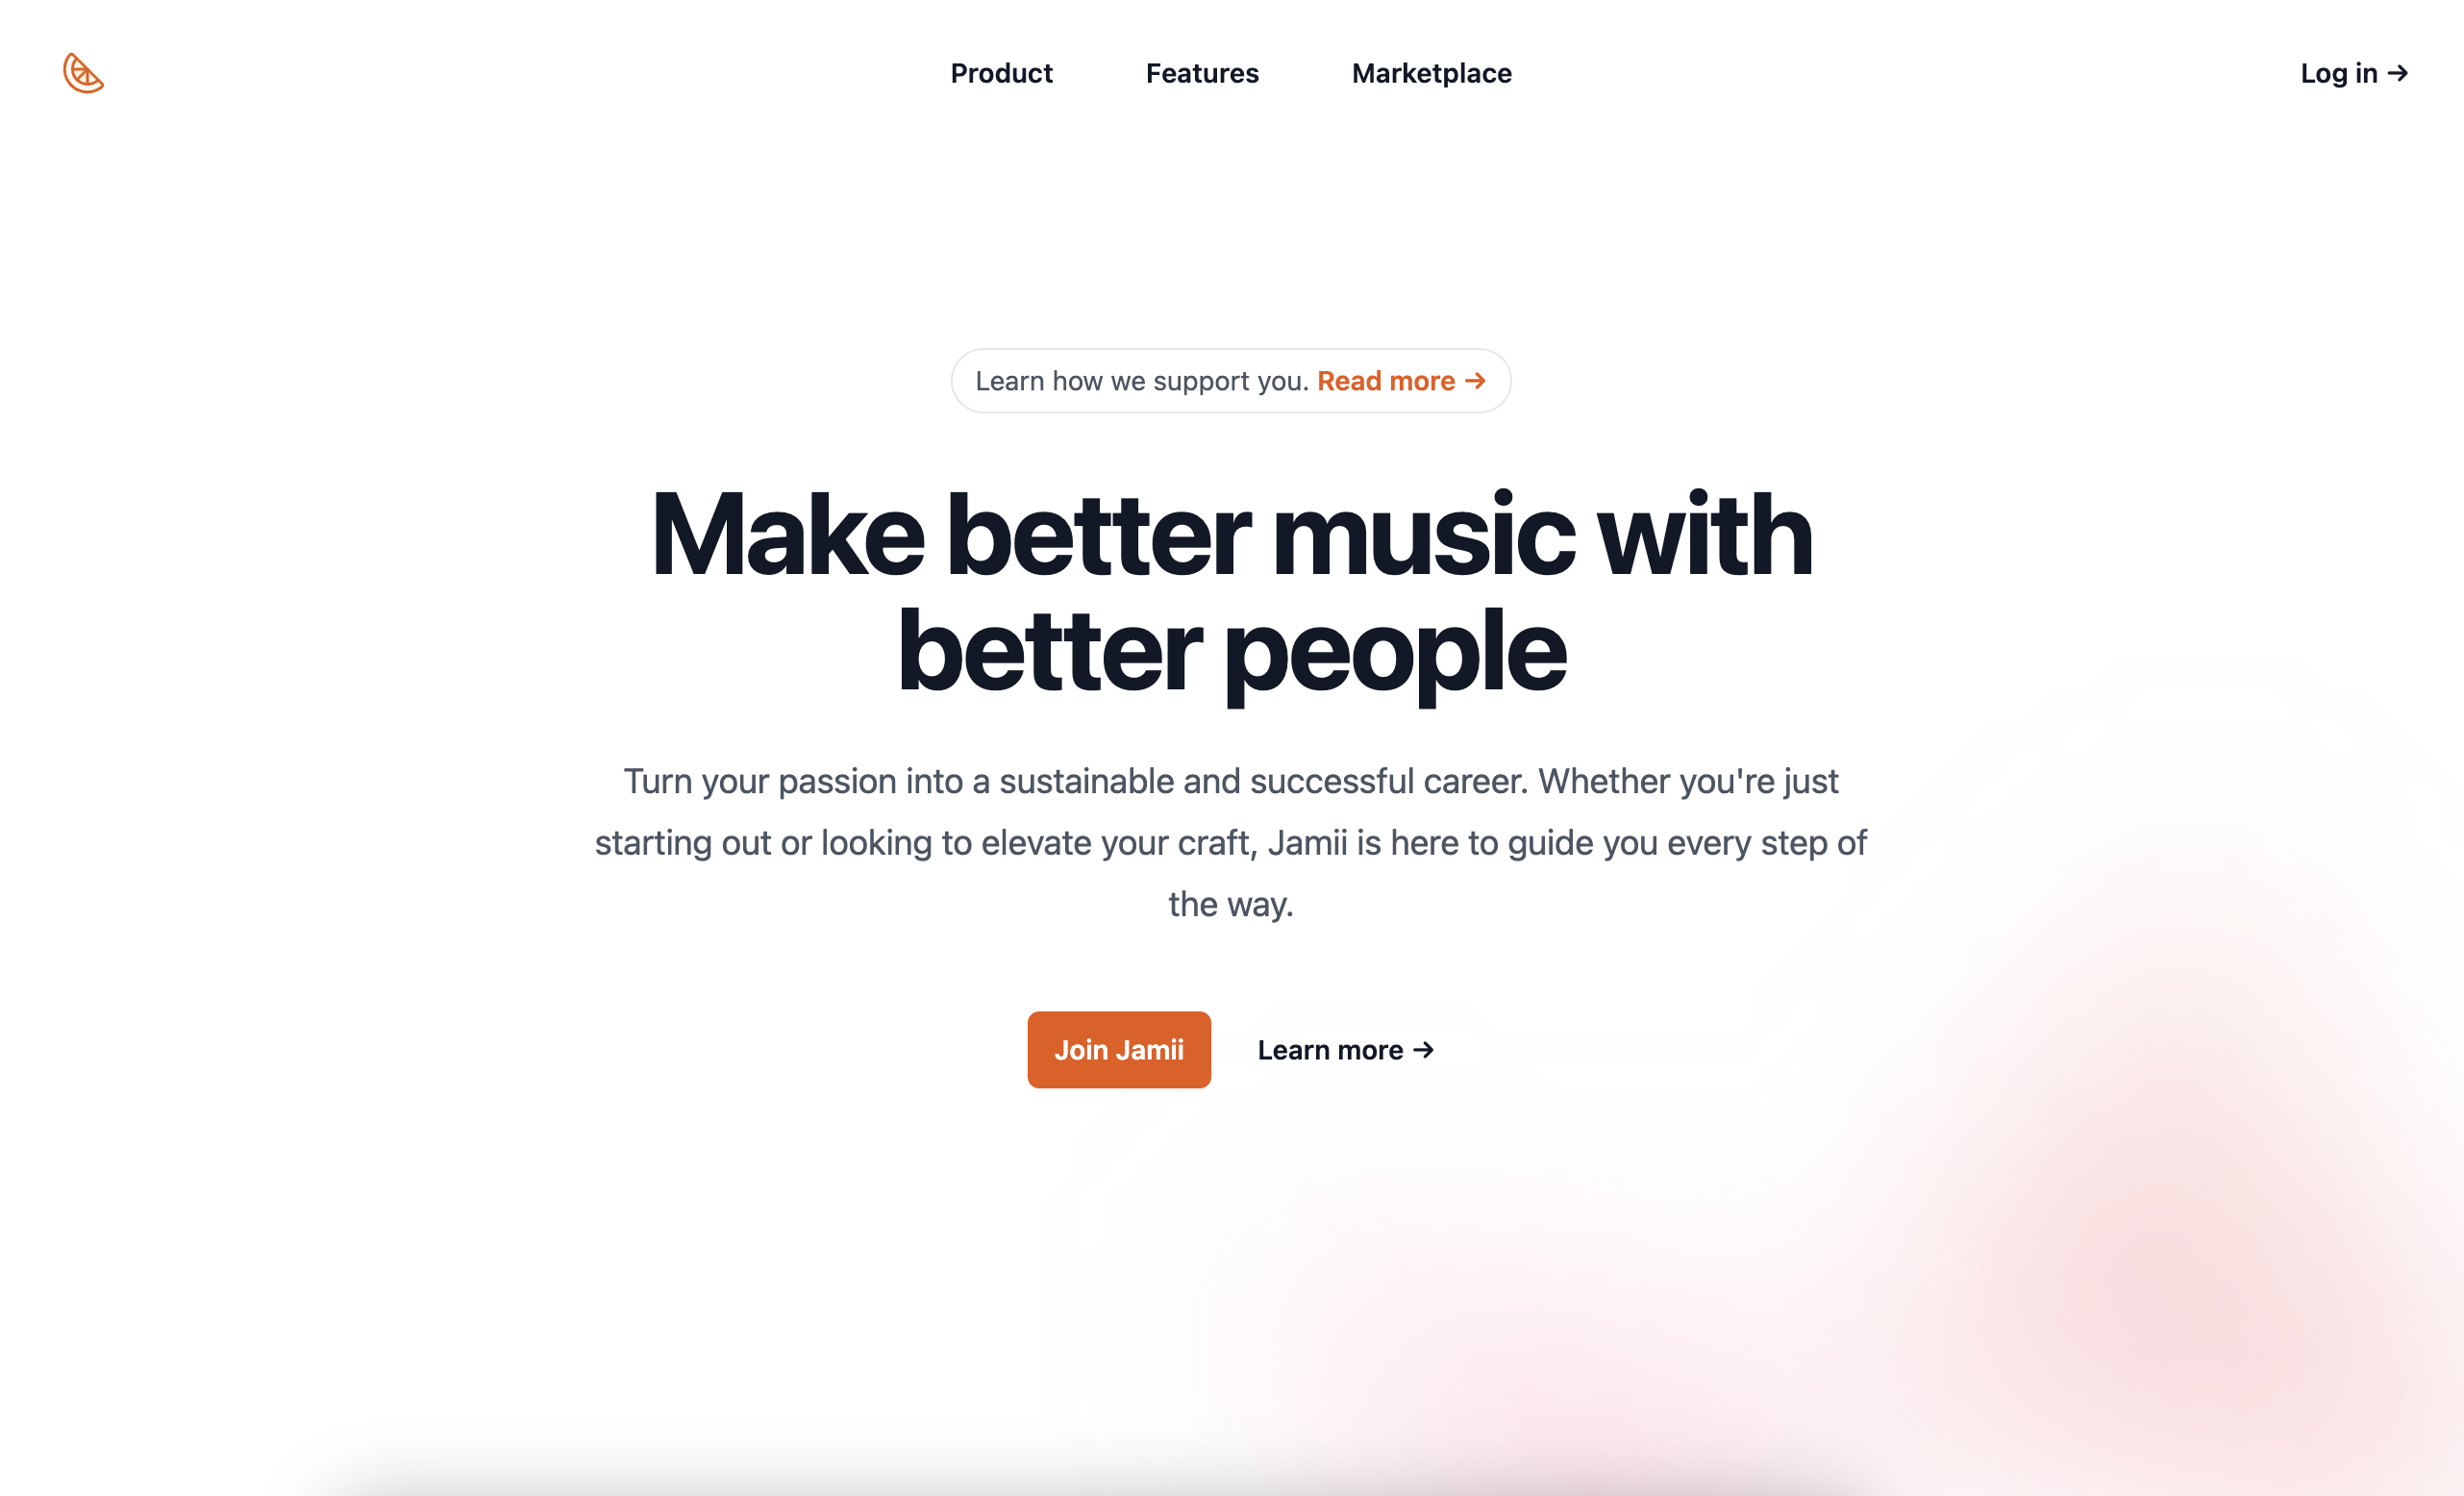 Product Features Marketplace Log in →
Learn how we support you. Read more →
Make better music with
better people
Turn your passion into a sustainable and successful career. Whether you're just
starting out or looking to elevate your craft, Jamii is here to guide you every step of
the way.
Join Jamii Learn more →